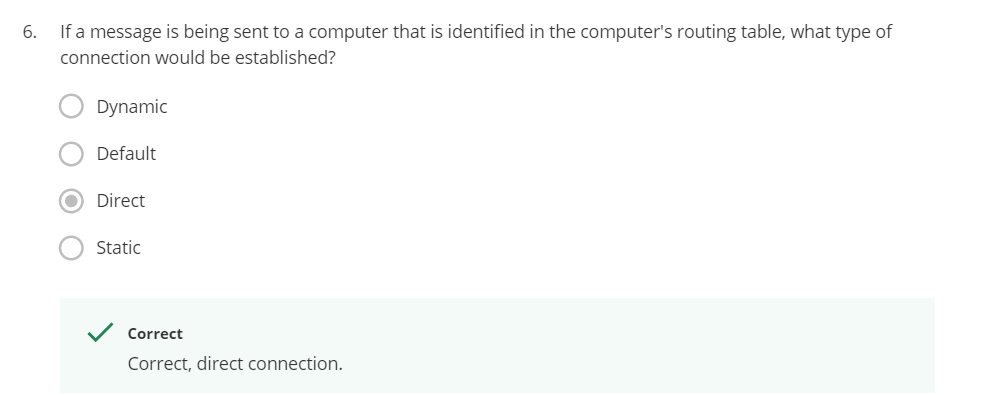 6. If a message is being sent to a computer that is identified in the computer's routing table, what type of
connection would be established?
Dynamic
Default
Direct
Static
Correct
Correct, direct connection.